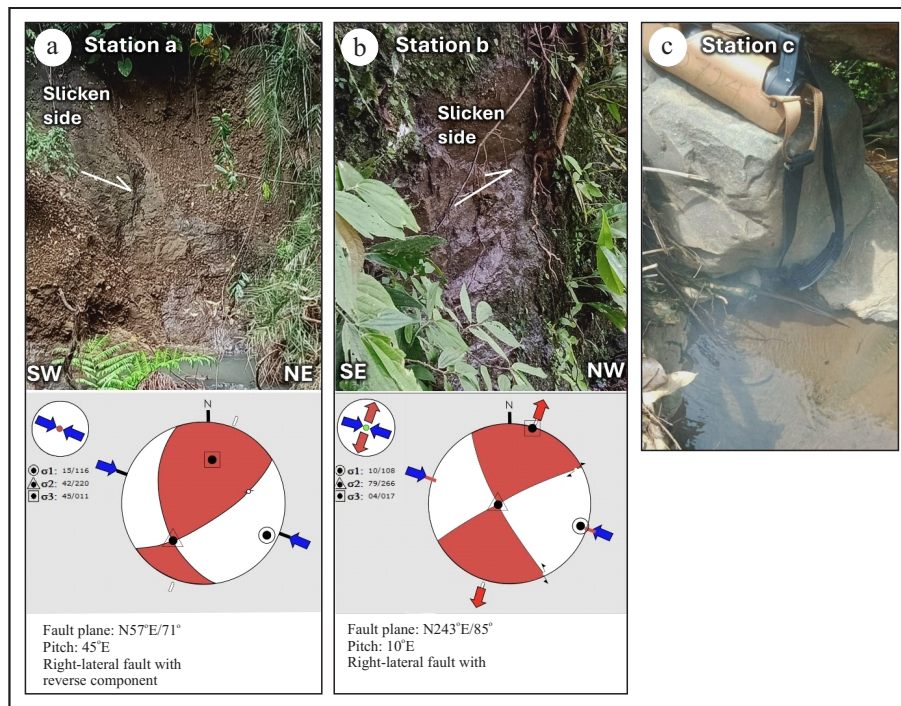 a Station a
Slicken
side
SW NE
N
σ1: 15/116
σ2: 42/220
σ3: 45/011
Fault plane: N57°E/71°
Pitch: 45°E
Right-lateral fault with
reverse component
b Station b
Slicken
side
SE NW
N
σ1: 10/108
σ2: 79/266
σ3: 04/017
Fault plane: N243°E/85°
Pitch: 10°E
Right-lateral fault with
c Station c